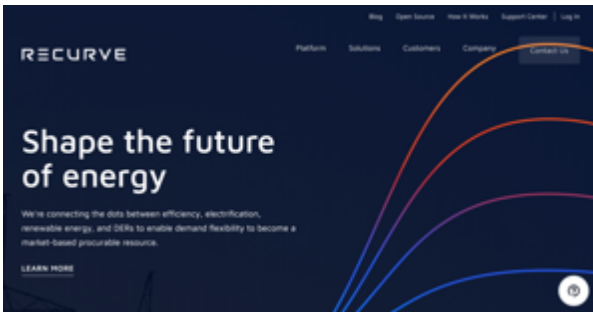 Blog Open Source How It Works Support Center | Log In
RECURVE
Platform Solutions Customers Company Contact Us
Shape the future
of energy
We're connecting the dots between efficiency, electrification,
renewable energy, and DERs to enable demand flexibility to become a
market-based procurable resource.
LEARN MORE